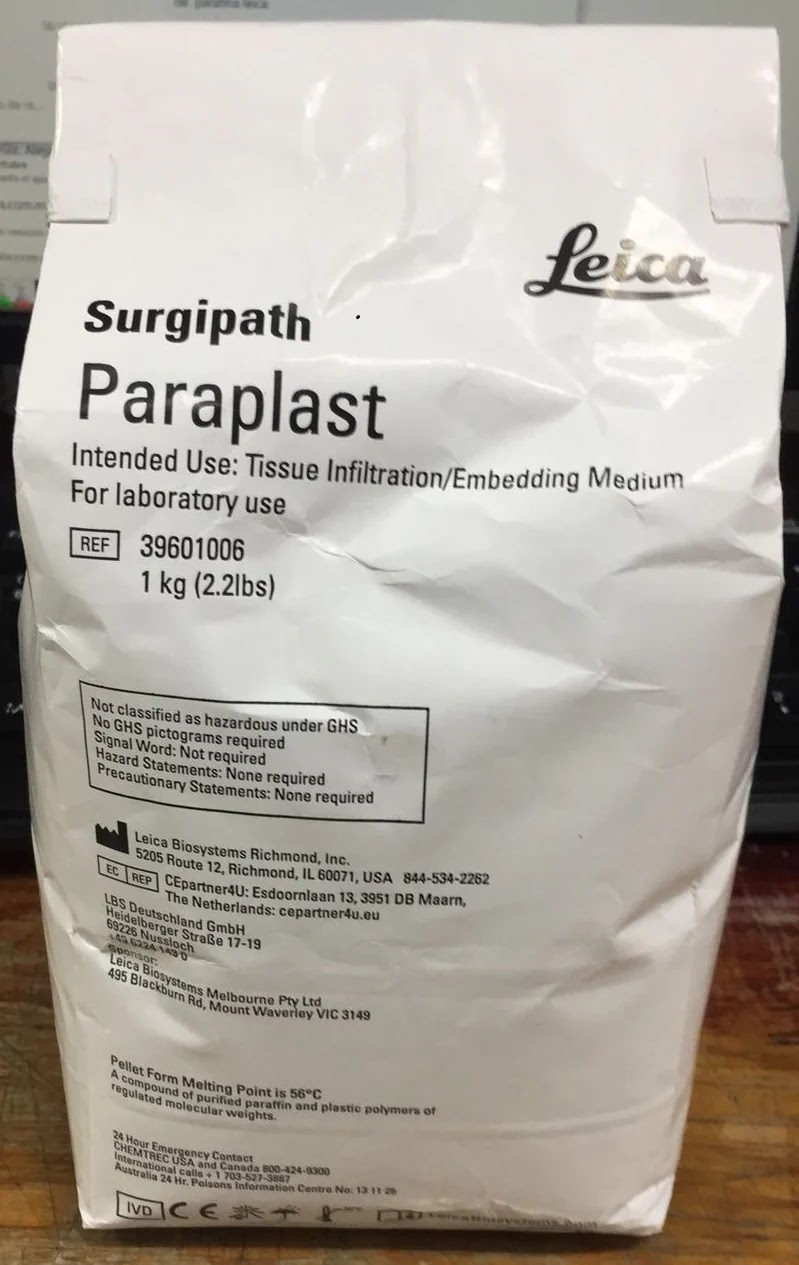 Leica
Surgipath
Paraplast
Intended Use: Tissue Infiltration/Embedding Medium
For laboratory use
REF 39601006
1 kg (2.2lbs)
Not classified as hazardous under GHS
No GHS pictograms required
Signal Word: Not required
Hazard Statements: None required
Precautionary Statements: None required
Leica Biosystems Richmond, Inc.
5205 Route 12, Richmond, IL 60071, USA 844-534-2262
EC REP CEpartner4U: Esdoornlaan 13, 3951 DB Maarn,
The Netherlands: cepartner4u.eu
LBS Deutschland GmbH
Heidelberger Straße 17-19
69226 Nussloch
+49 6224 143 0
Sponsor:
Leica Biosystems Melbourne Pty Ltd
495 Blackburn Rd, Mount Waverley VIC 3149
Pellet Form Melting Point is 56°C
A compound of purified paraffin and plastic polymers of
regulated molecular weights.
24 Hour Emergency Contact
CHEMTREC USA and Canada 800-424-9300
International calls + 1 703-527-3887
Australia 24 Hr. Poisons Information Centre No: 13 11 26
IVD CE